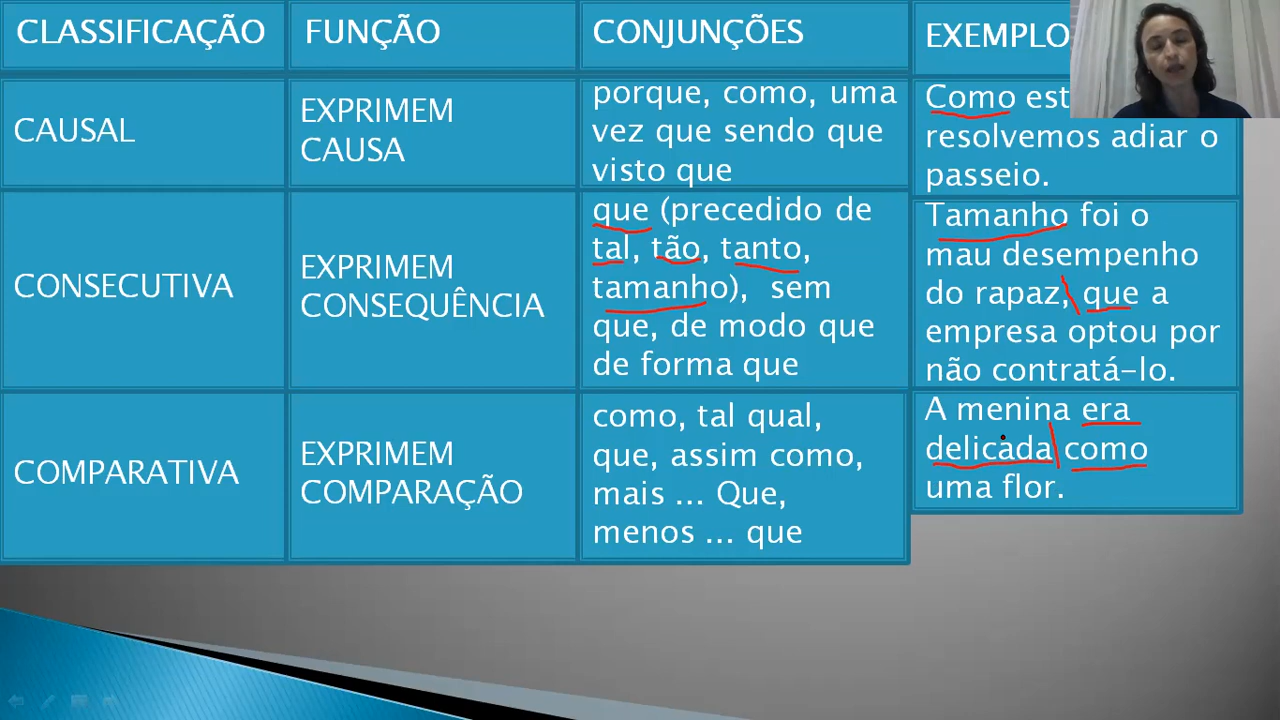 CLASSIFICAÇÃO
FUNÇÃO
CONJUNÇÕES
EXEMPLO
CAUSAL
EXPRIMEM
CAUSA
porque, como, uma
vez que sendo que
visto que
Como est
resolvemos adiar o
passeio.
CONSECUTIVA
EXPRIMEM
CONSEQUÊNCIA
que (precedido de
tal, tão, tanto,
tamanho), sem
que, de modo que
de forma que
Tamanho foi o
mau desempenho
do rapaz, que a
empresa optou por
não contratá-lo.
COMPARATIVA
EXPRIMEM
COMPARAÇÃO
como, tal qual,
que, assim como,
mais ... Que,
menos ... que
A menina era
delicada como
uma flor.